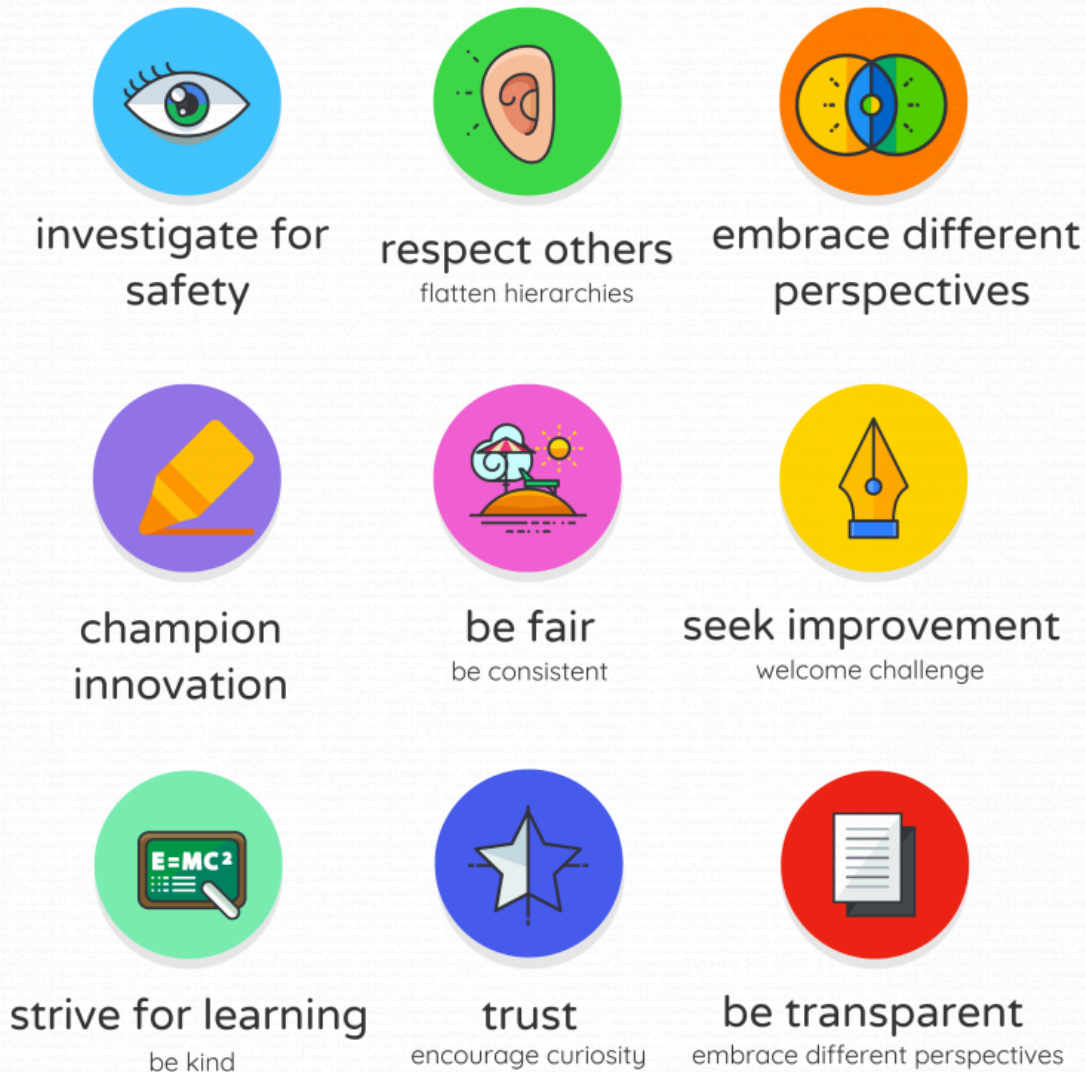 investigate for
safety
respect others
flatten hierarchies
embrace different
perspectives
champion
innovation
be fair
be consistent
seek improvement
welcome challenge
E=MC²
strive for learning
be kind
trust
encourage curiosity
be transparent
embrace different perspectives